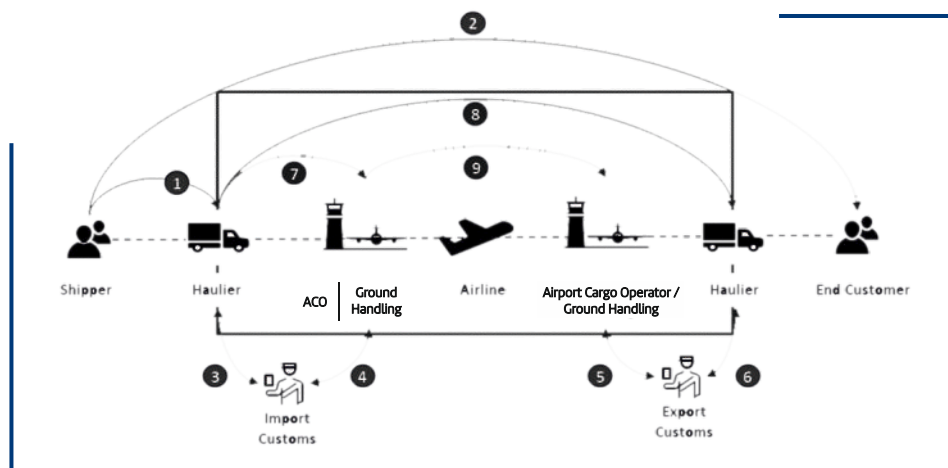 2
8
7
9
1
Shipper
Haulier
ACO
Ground
Handling
Airline
Airport Cargo Operator /
Ground Handling
Haulier
End Customer
3
4
5
6
Import
Customs
Export
Customs